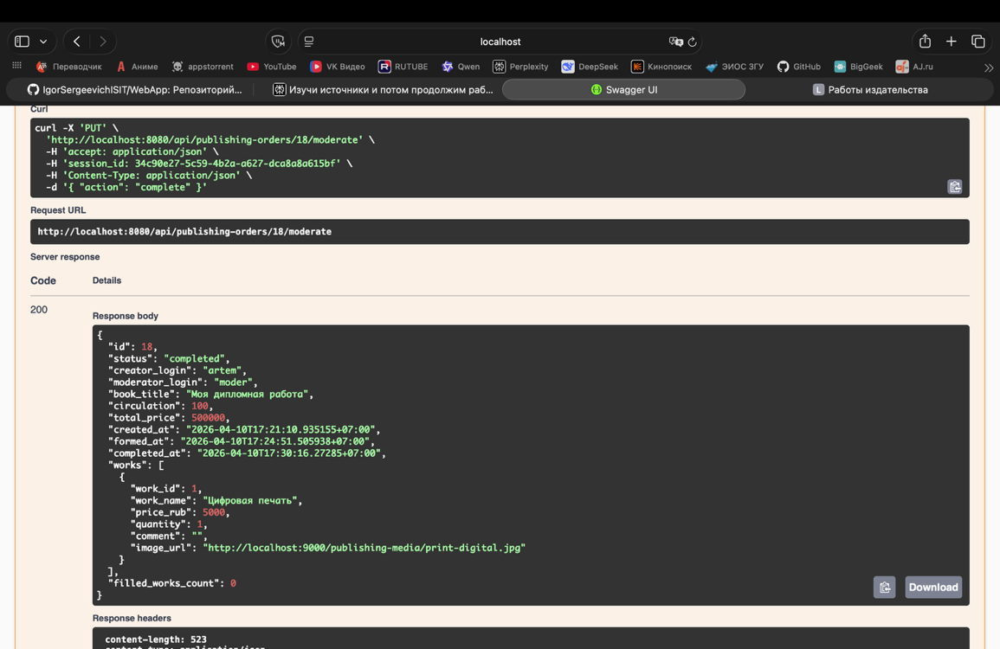 localhost
Переводчик
Аниме
appstorrent
YouTube
VK Видео
RUTUBE
Qwen
Perplexity
DeepSeek
Кинопоиск
ЭИОС ЗГУ
GitHub
BigGeek
AJ.ru
IgorSergeevichISIT/WebApp: Репозиторий...
Изучи источники и потом продолжим раб...
Swagger UI
L Работы издательства
Curl
curl -X 'PUT' \
'http://localhost:8080/api/publishing-orders/18/moderate' \
-H 'accept: application/json' \
-H 'session_id: 34c90e27-5c59-4b2a-a627-dca8a8a615bf' \
-H 'Content-Type: application/json' \
-d '{ "action": "complete" }'
Request URL
http://localhost:8080/api/publishing-orders/18/moderate
Server response
Code Details
200
Response body
{
"id": 18,
"status": "completed",
"creator_login": "artem",
"moderator_login": "moder",
"book_title": "Моя дипломная работа",
"circulation": 100,
"total_price": 500000,
"created_at": "2026-04-10T17:21:10.935155+07:00",
"formed_at": "2026-04-10T17:24:51.505938+07:00",
"completed_at": "2026-04-10T17:30:16.27285+07:00",
"works": [
{
"work_id": 1,
"work_name": "Цифровая печать",
"price_rub": 5000,
"quantity": 1,
"comment": "",
"image_url": "http://localhost:9000/publishing-media/print-digital.jpg"
}
],
"filled_works_count": 0
}
Download
Response headers
content-length: 523
content-type: application/json